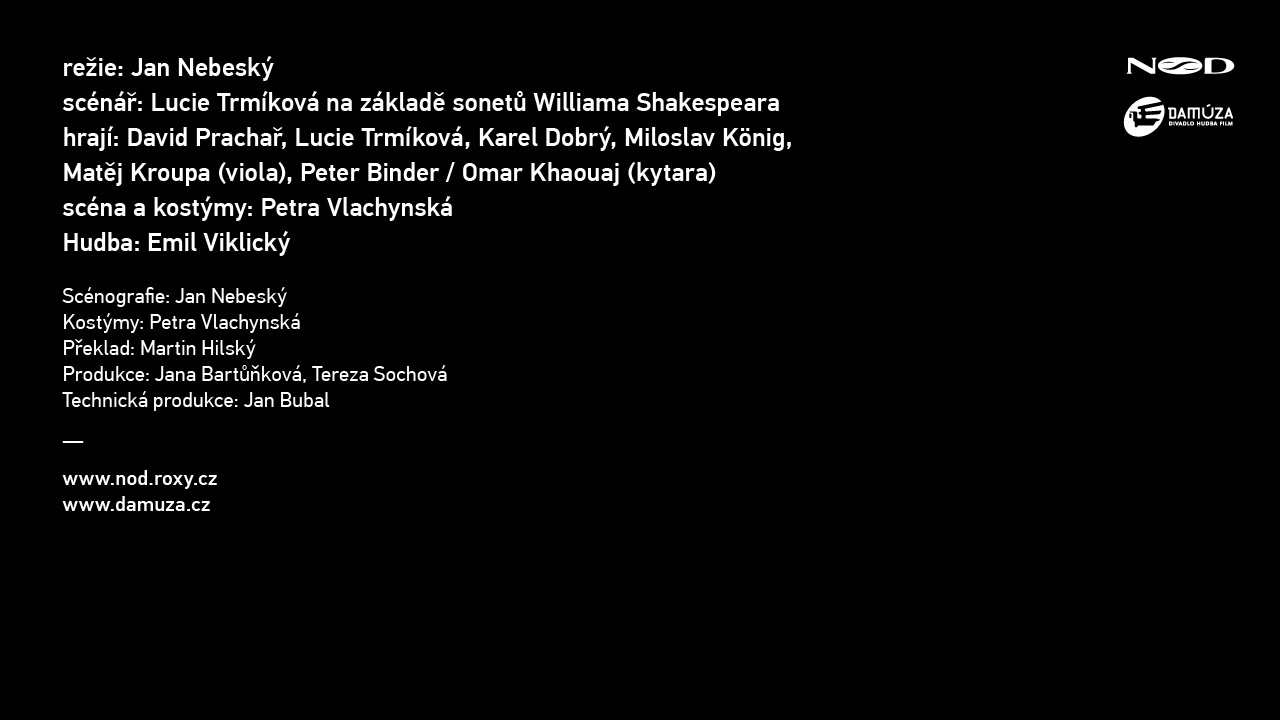 režie: Jan Nebeský
scénář: Lucie Trmíková na základě sonetů Williama Shakespeara
hrají: David Prachař, Lucie Trmíková, Karel Dobrý, Miloslav König,
Matěj Kroupa (viola), Peter Binder / Omar Khaouaj (kytara)
scéna a kostýmy: Petra Vlachynská
Hudba: Emil Viklický
Scénografie: Jan Nebeský
Kostýmy: Petra Vlachynská
Překlad: Martin Hilský
Produkce: Jana Bartůňková, Tereza Sochová
Technická produkce: Jan Bubal
—
www.nod.roxy.cz
www.damuza.cz
NOD
DAMÚZA
DIVADLO HUDBA FILM